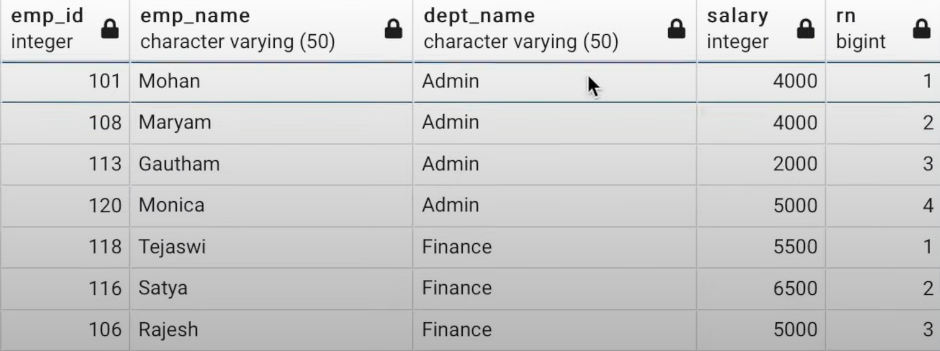 emp_id emp_name dept_name salary rn
integer character varying (50) character varying (50) integer bigint
101 Mohan Admin 4000 1
108 Maryam Admin 4000 2
113 Gautham Admin 2000 3
120 Monica Admin 5000 4
118 Tejaswi Finance 5500 1
116 Satya Finance 6500 2
106 Rajesh Finance 5000 3